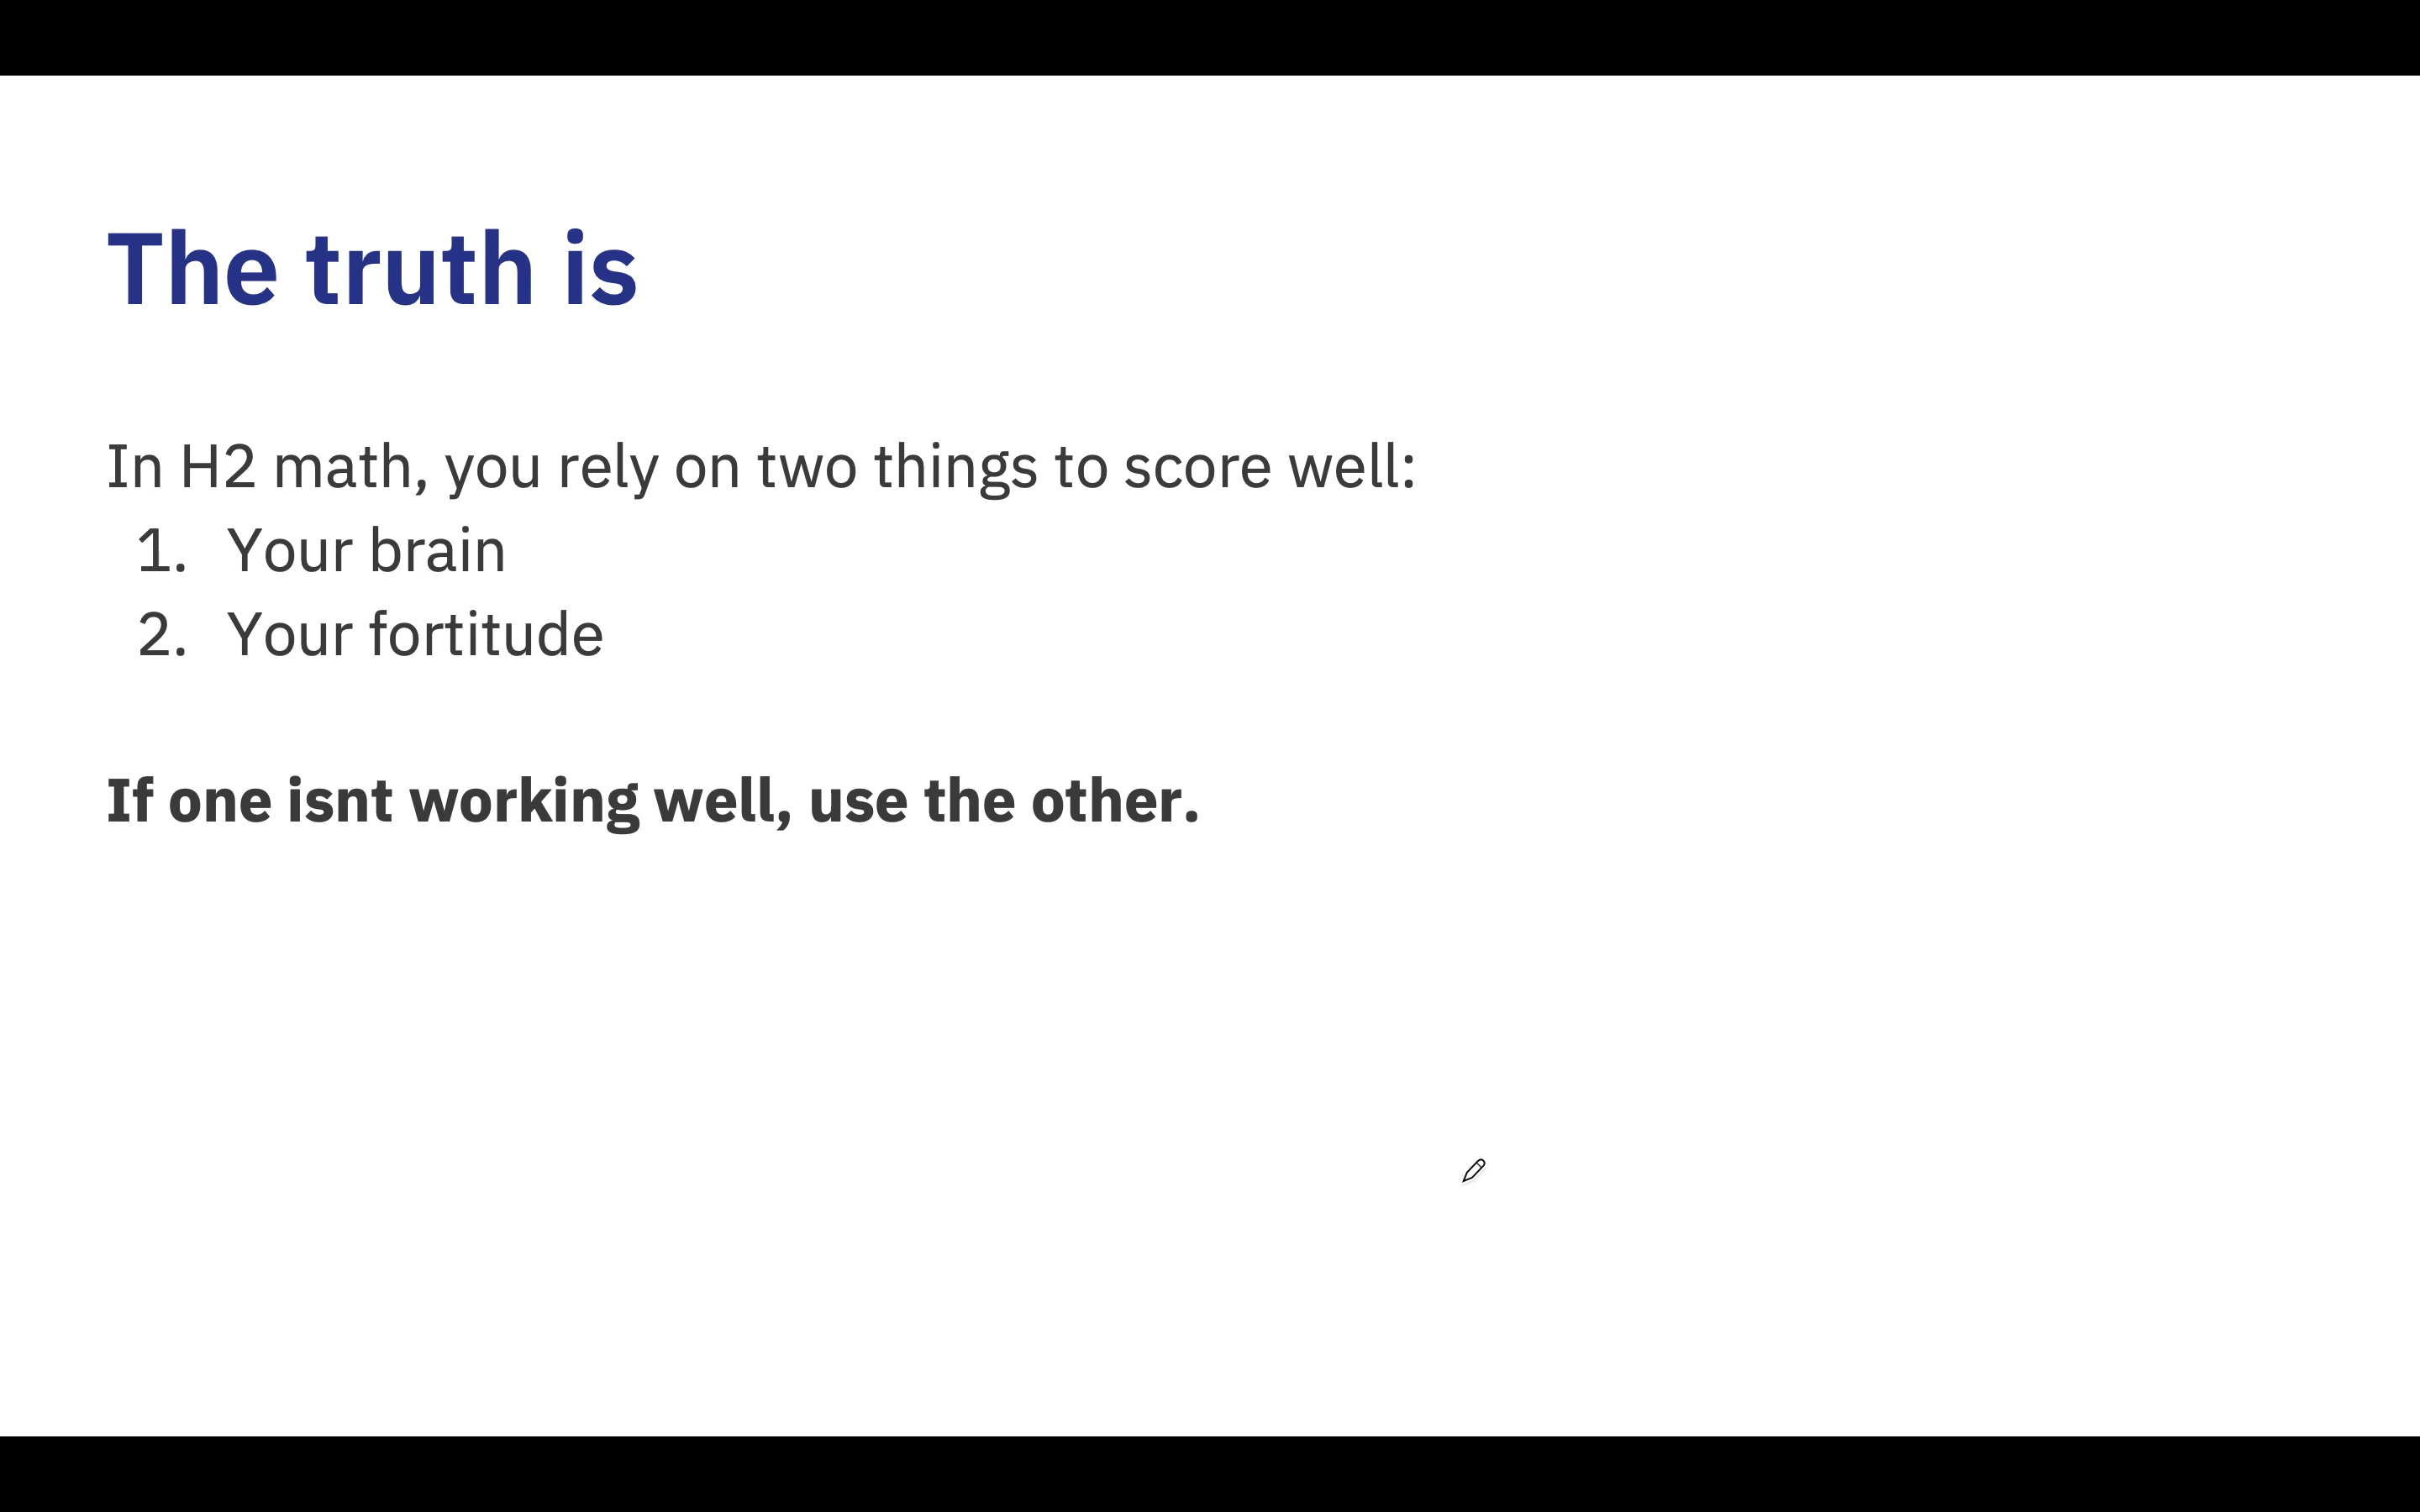 The truth is
In H2 math, you rely on two things to score well:
1. Your brain
2. Your fortitude
If one isnt working well, use the other.